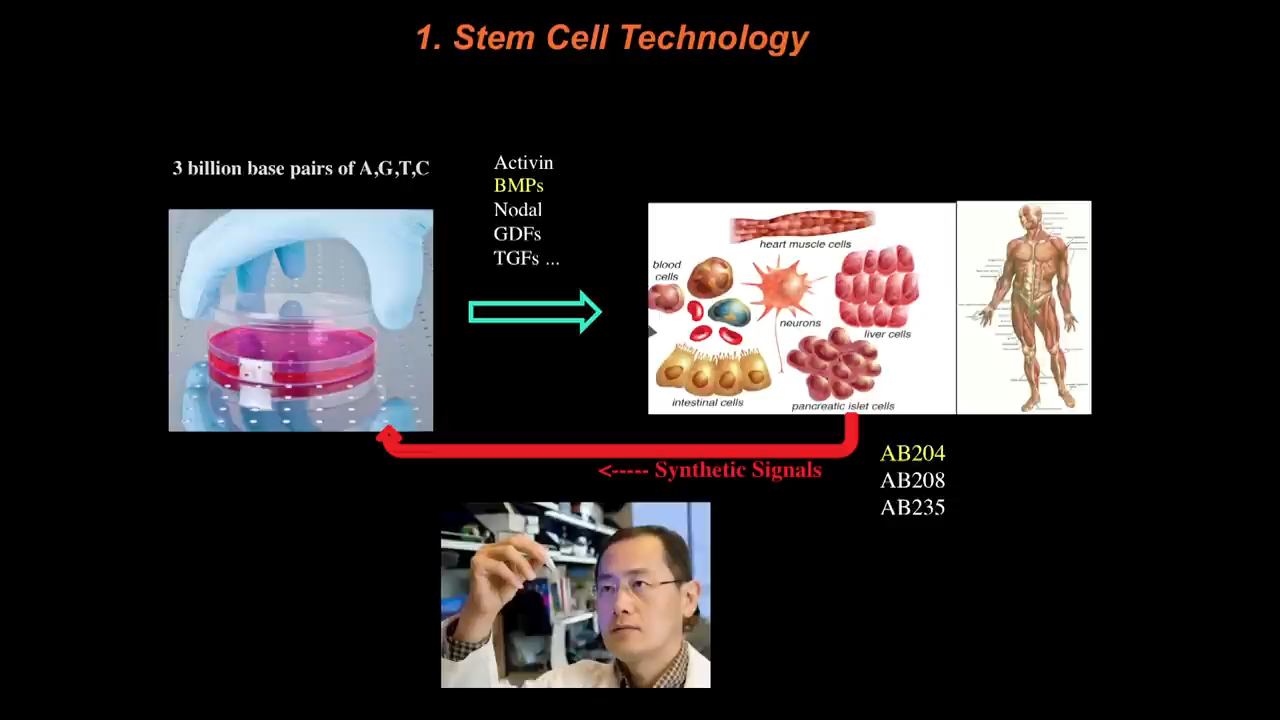 1. Stem Cell Technology
3 billion base pairs of A,G,T,C
Activin
BMPs
Nodal
GDFs
TGFs ...
heart muscle cells
blood
cells
neurons
liver cells
intestinal cells
pancreatic islet cells
<----- Synthetic Signals
AB204
AB208
AB235